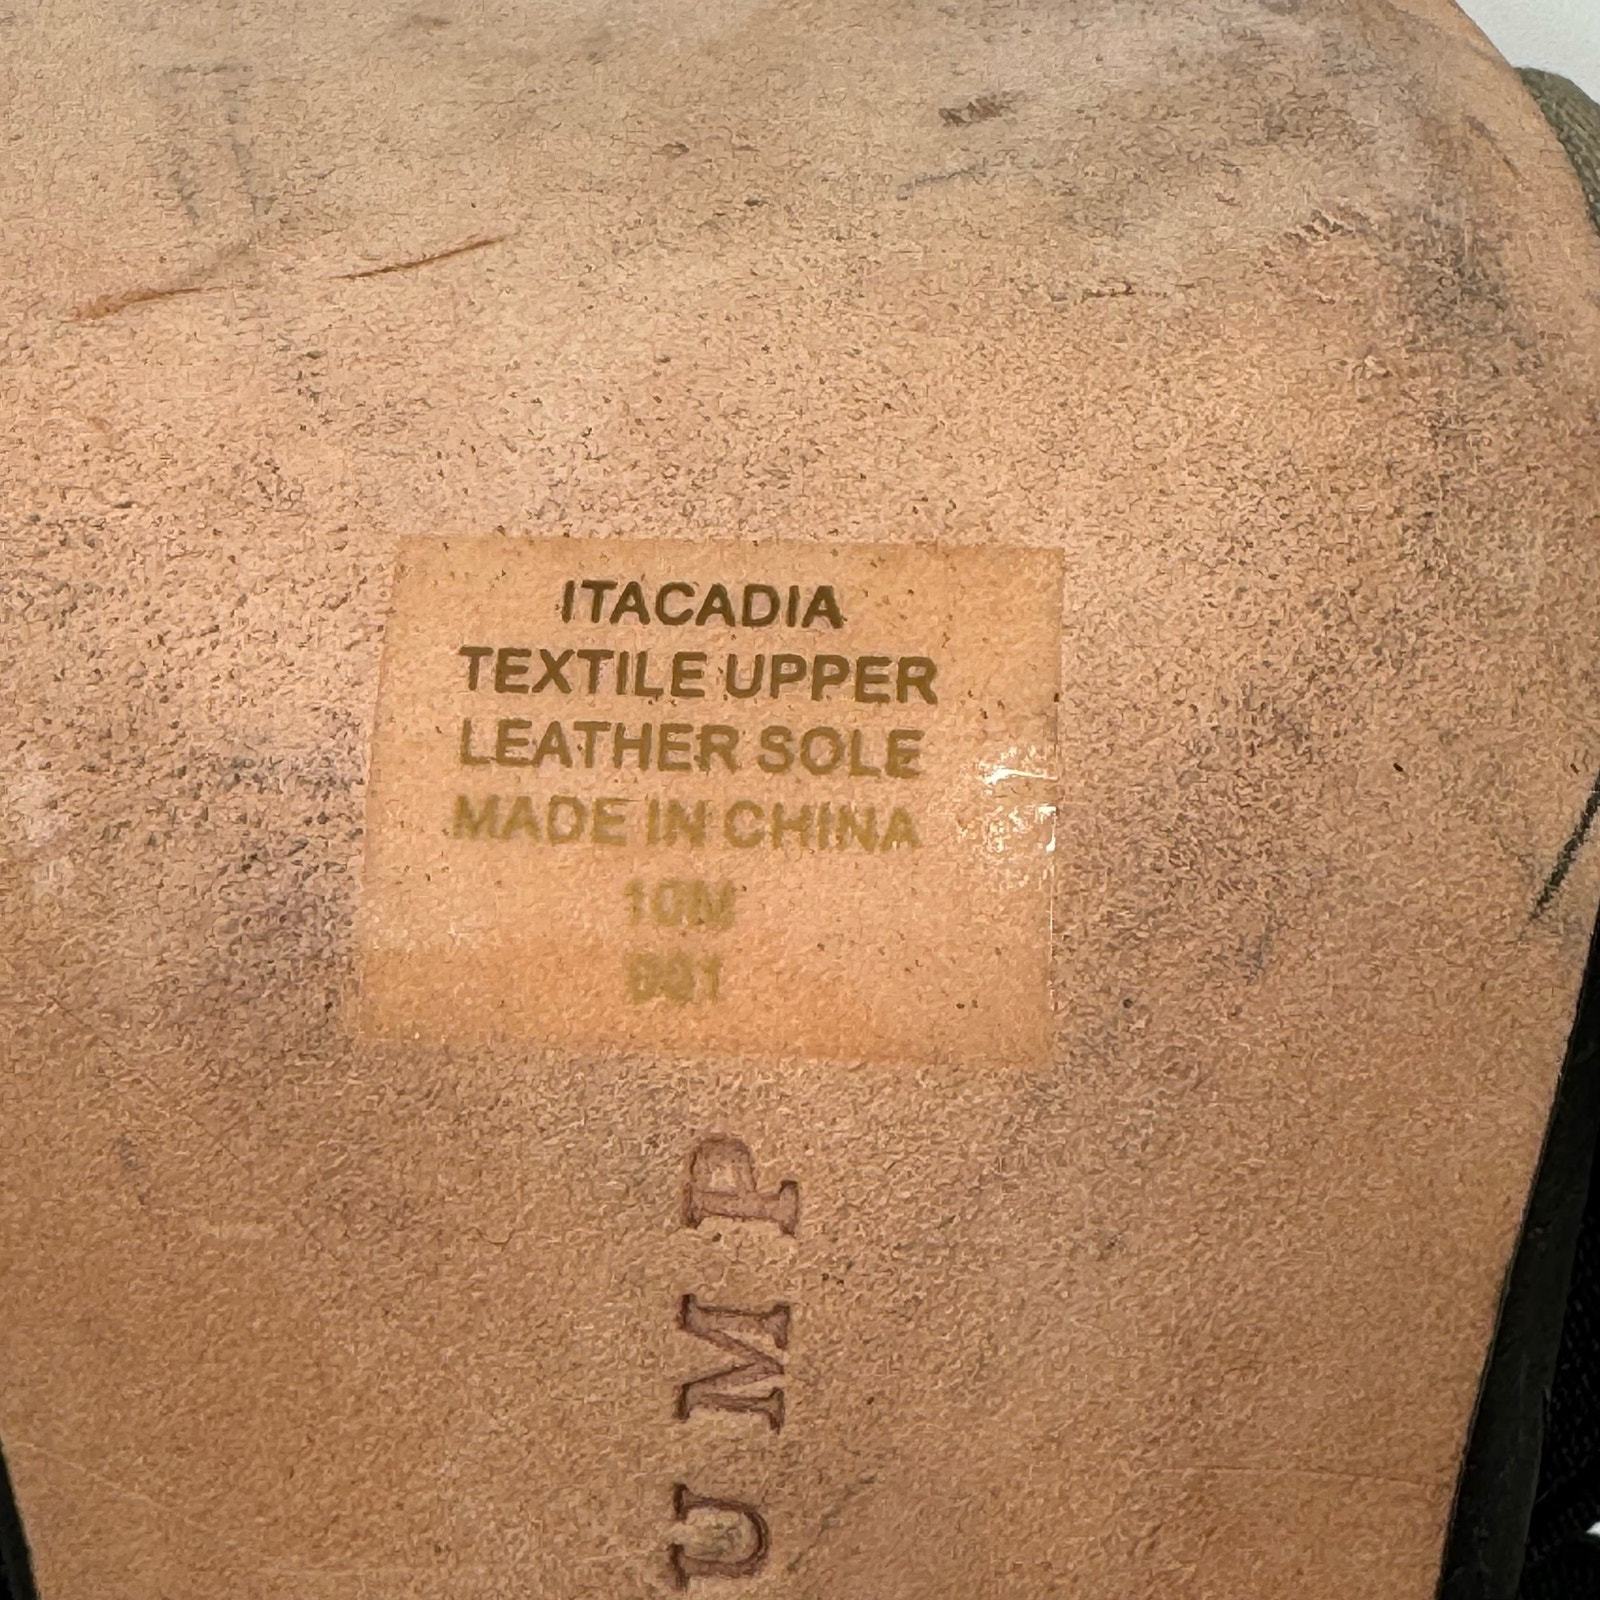 ITACADIA
TEXTILE UPPER
LEATHER SOLE
MADE IN CHINA
10M
UMP